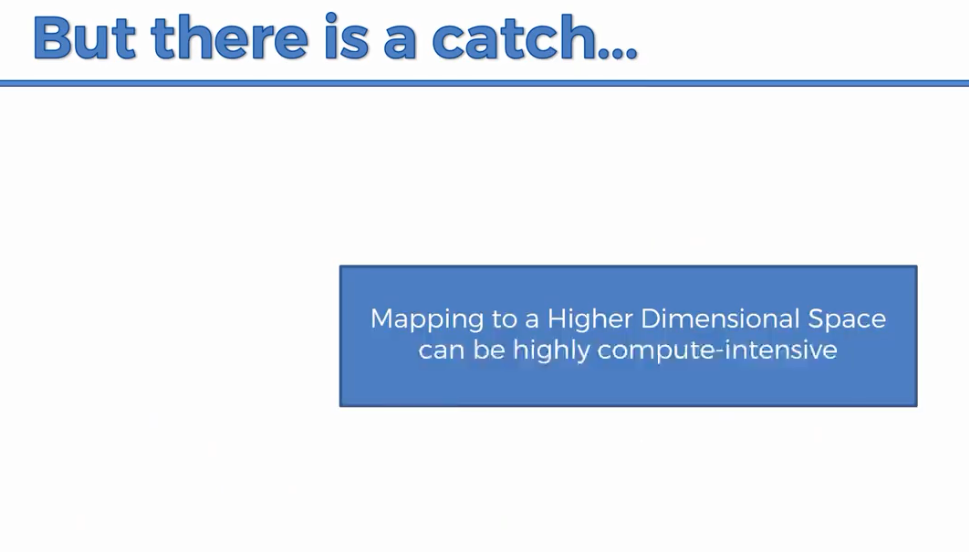 But there is a catch...
Mapping to a Higher Dimensional Space
can be highly compute-intensive